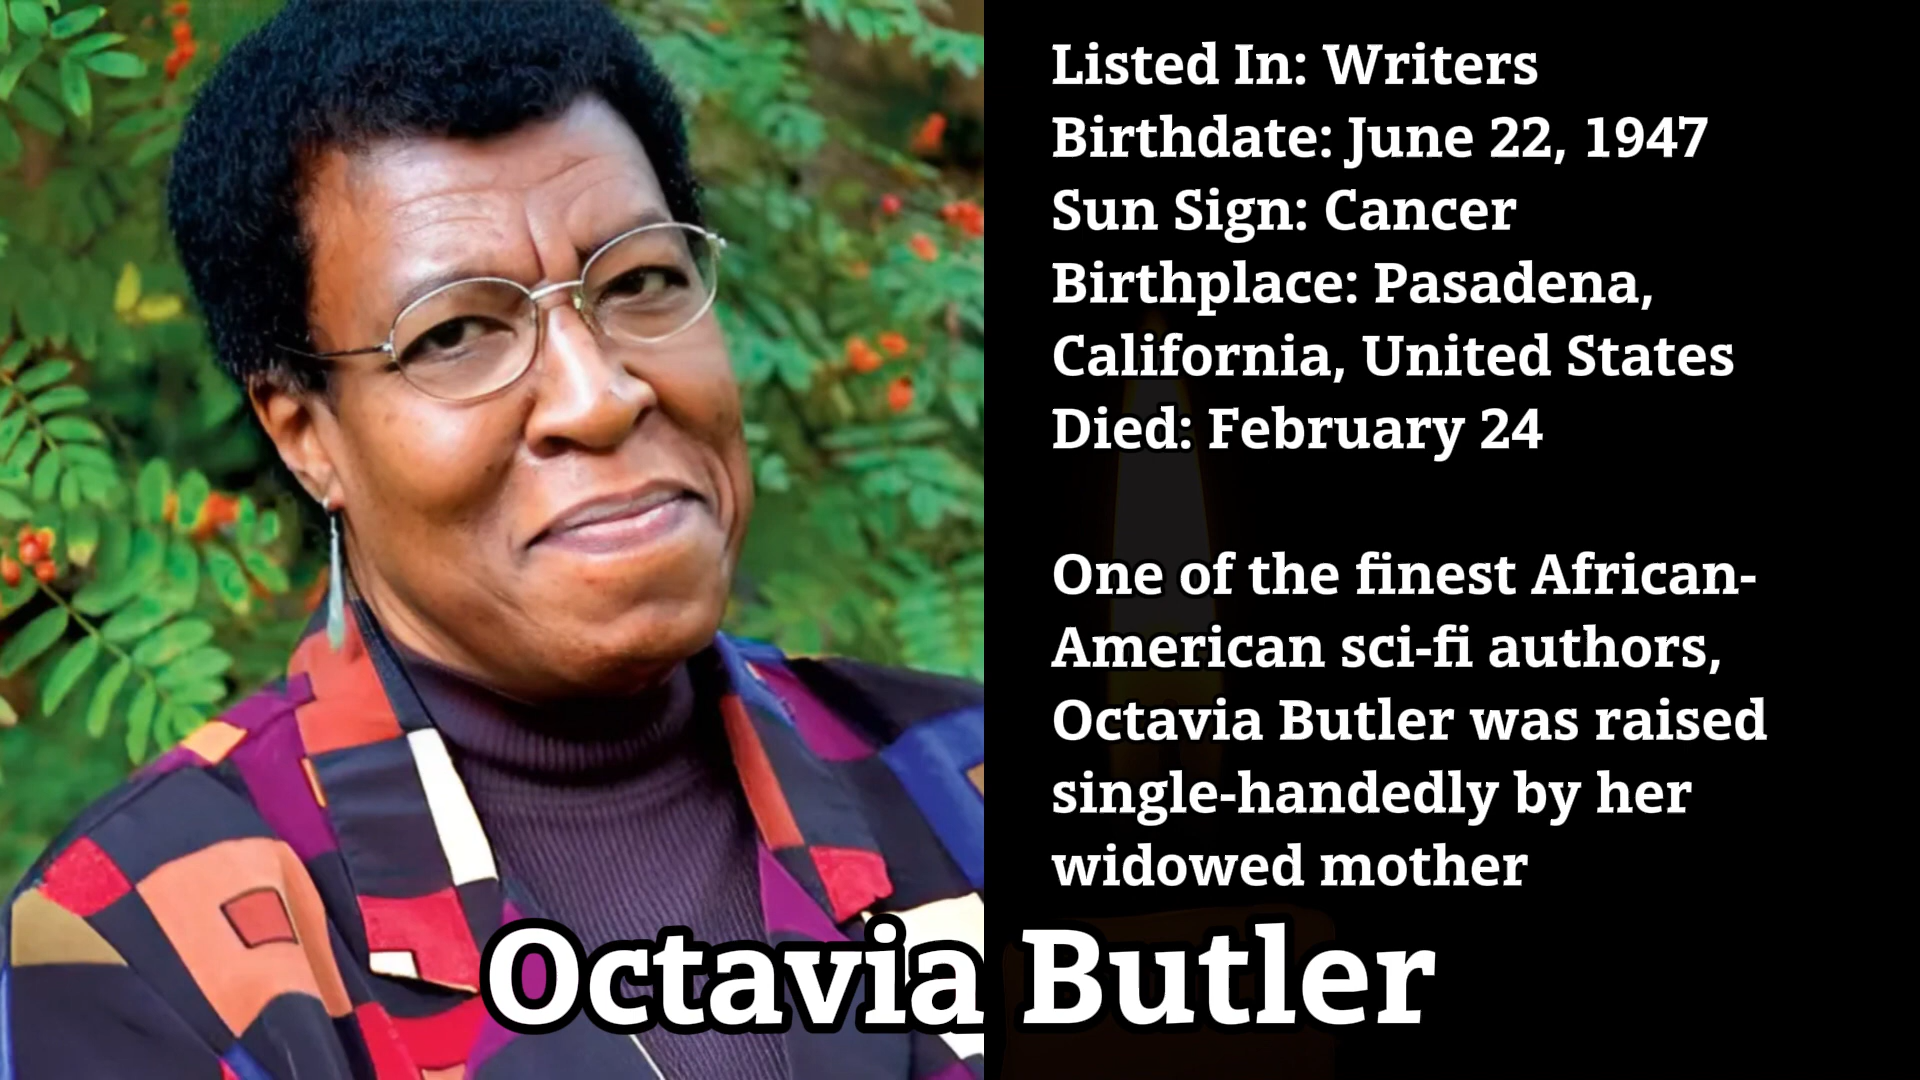 Listed In: Writers
Birthdate: June 22, 1947
Sun Sign: Cancer
Birthplace: Pasadena,
California, United States
Died: February 24
One of the finest African-
American sci-fi authors,
Octavia Butler was raised
single-handedly by her
widowed mother
Octavia Butler